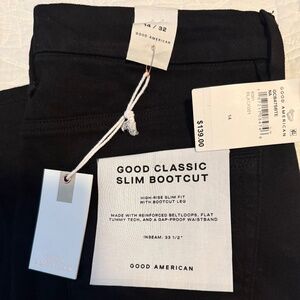 14 / 32
GOOD AMERICAN
GOOD CLASSIC
SLIM BOOTCUT
HIGH-RISE SLIM FIT
WITH BOOTCUT LEG
MADE WITH REINFORCED BELTLOOPS, FLAT
TUMMY TECH, AND A GAP-PROOF WAISTBAND
INSEAM: 33 1/2"
GOOD AMERICAN
GOOD AMERICAN
14
$139.00